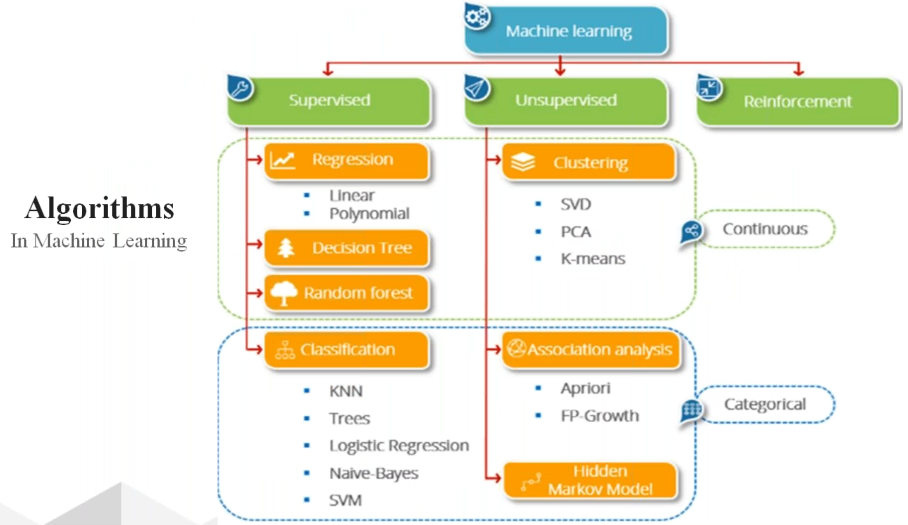 Machine learning
Supervised
Unsupervised
Reinforcement
Algorithms
In Machine Learning
Regression
Linear
Polynomial
Decision Tree
Random forest
Clustering
SVD
PCA
K-means
Continuous
Classification
KNN
Trees
Logistic Regression
Naive-Bayes
SVM
Association analysis
Apriori
FP-Growth
Hidden
Markov Model
Categorical